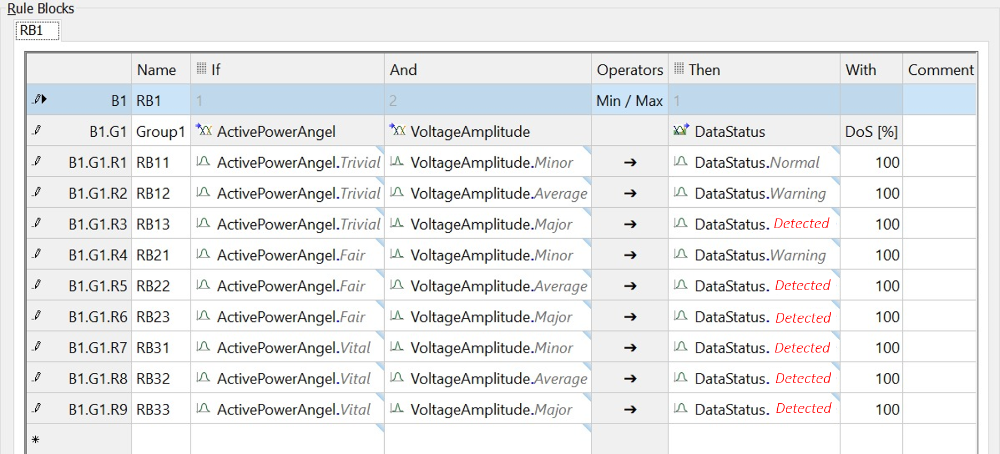 Rule Blocks
RB1
Name If And Operators Then With Comment
B1 RB1 1 2 Min / Max 1
B1.G1 Group1 ActivePowerAngel VoltageAmplitude DataStatus DoS [%]
B1.G1.R1 RB11 ActivePowerAngel.Trivial VoltageAmplitude.Minor ➔ DataStatus.Normal 100
B1.G1.R2 RB12 ActivePowerAngel.Trivial VoltageAmplitude.Average ➔ DataStatus.Warning 100
B1.G1.R3 RB13 ActivePowerAngel.Trivial VoltageAmplitude.Major ➔ DataStatus. Detected 100
B1.G1.R4 RB21 ActivePowerAngel.Fair VoltageAmplitude.Minor ➔ DataStatus.Warning 100
B1.G1.R5 RB22 ActivePowerAngel.Fair VoltageAmplitude.Average ➔ DataStatus. Detected 100
B1.G1.R6 RB23 ActivePowerAngel.Fair VoltageAmplitude.Major ➔ DataStatus. Detected 100
B1.G1.R7 RB31 ActivePowerAngel.Vital VoltageAmplitude.Minor ➔ DataStatus. Detected 100
B1.G1.R8 RB32 ActivePowerAngel.Vital VoltageAmplitude.Average ➔ DataStatus. Detected 100
B1.G1.R9 RB33 ActivePowerAngel.Vital VoltageAmplitude.Major ➔ DataStatus. Detected 100
*